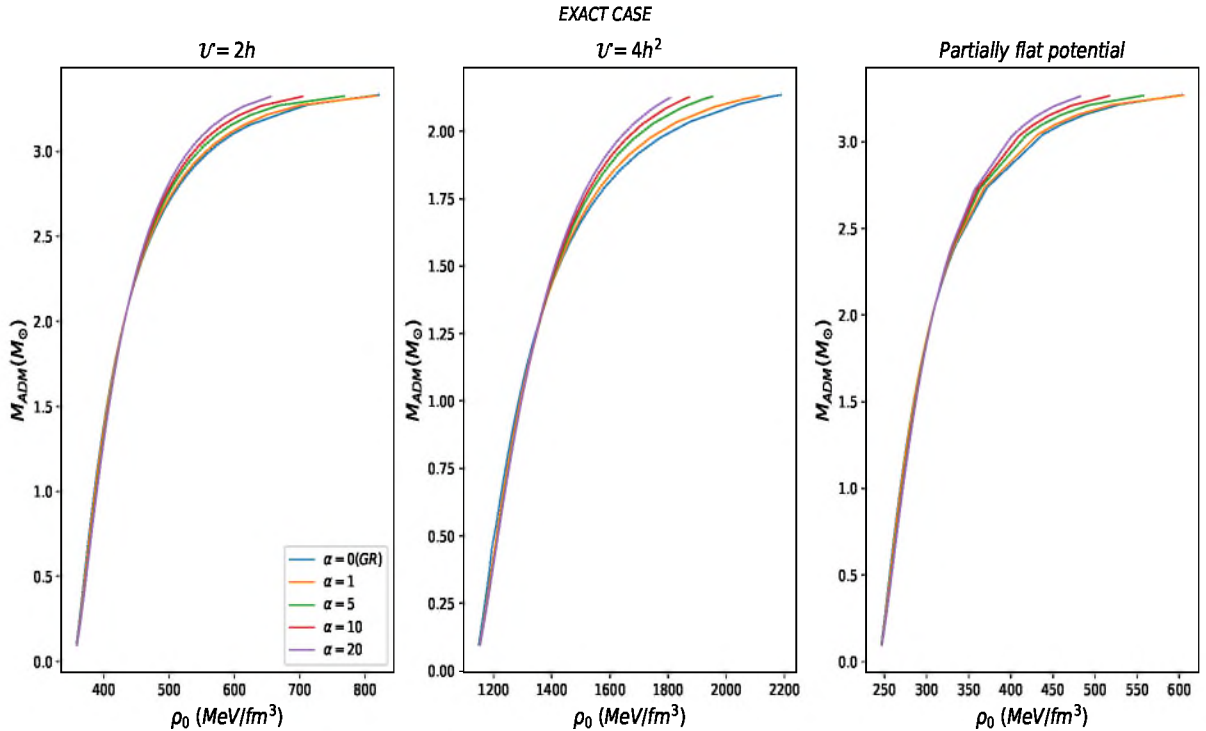 EXACT CASE
𝒰 = 2h
M_ADM (M_⊙)
3.0
2.5
2.0
1.5
1.0
0.5
0.0
α = 0(GR)
α = 1
α = 5
α = 10
α = 20
400 500 600 700 800
ρ₀ (MeV/fm³)
𝒰 = 4h²
M_ADM (M_⊙)
2.00
1.75
1.50
1.25
1.00
0.75
0.50
0.25
0.00
1200 1400 1600 1800 2000 2200
ρ₀ (MeV/fm³)
Partially flat potential
M_ADM (M_⊙)
3.0
2.5
2.0
1.5
1.0
0.5
0.0
250 300 350 400 450 500 550 600
ρ₀ (MeV/fm³)